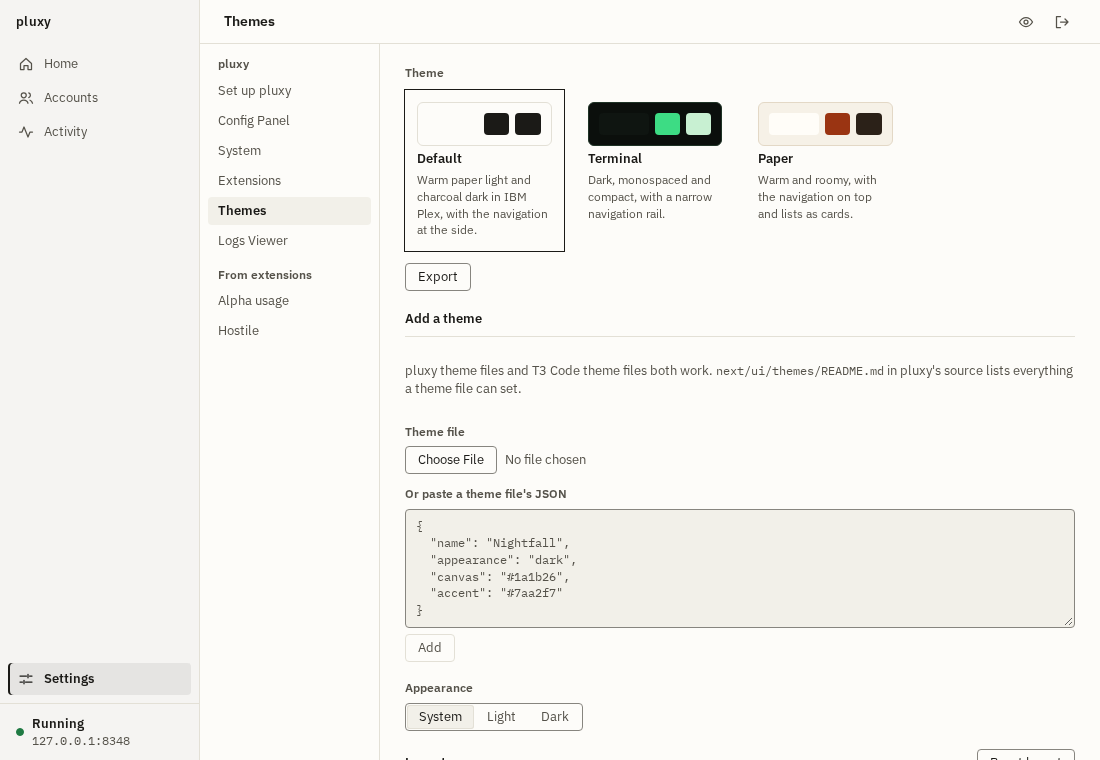 pluxy
Themes
Home
Accounts
Activity
Settings
Running
127.0.0.1:8348
pluxy
Set up pluxy
Config Panel
System
Extensions
Themes
Logs Viewer
From extensions
Alpha usage
Hostile
Theme
Default
Warm paper light and
charcoal dark in IBM
Plex, with the navigation
at the side.
Terminal
Dark, monospaced and
compact, with a narrow
navigation rail.
Paper
Warm and roomy, with
the navigation on top
and lists as cards.
Export
Add a theme
pluxy theme files and T3 Code theme files both work. next/ui/themes/README.md in pluxy's source lists everything
a theme file can set.
Theme file
Choose File No file chosen
Or paste a theme file's JSON
{
"name": "Nightfall",
"appearance": "dark",
"canvas": "#1a1b26",
"accent": "#7aa2f7"
}
Add
Appearance
System Light Dark